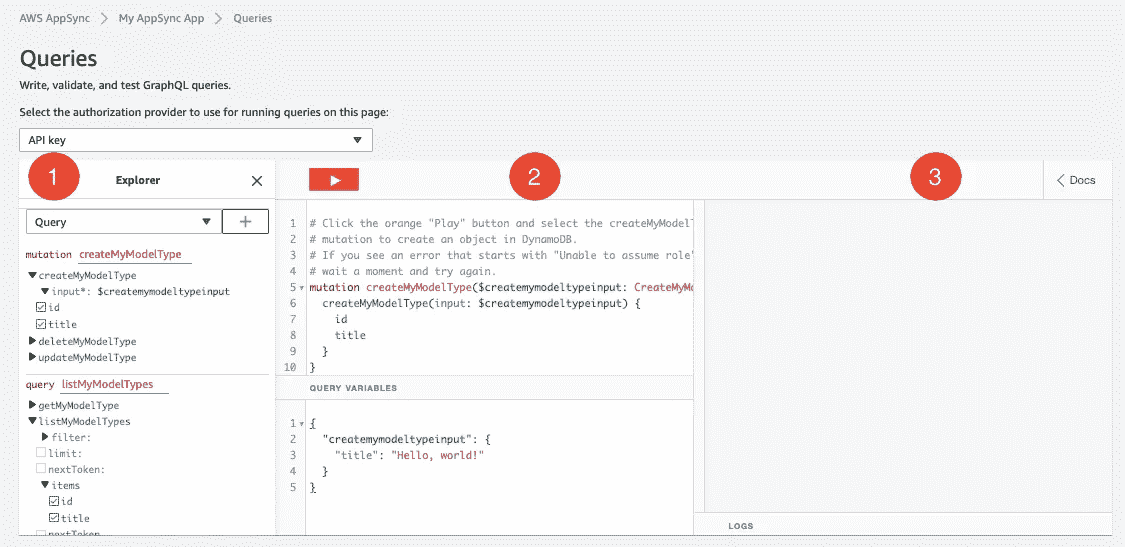 AWS AppSync > My AppSync App > Queries
Queries
Write, validate, and test GraphQL queries.
Select the authorization provider to use for running queries on this page:
API key
1
Explorer
Query
mutation createMyModelType
createMyModelType
input*: $createmymodeltypeinput
id
title
deleteMyModelType
updateMyModelType
query listMyModelTypes
getMyModelType
listMyModelTypes
filter:
limit:
nextToken:
items
id
title
nextToken
2
1 # Click the orange "Play" button and select the createMyModelT
2 # mutation to create an object in DynamoDB.
3 # If you see an error that starts with "Unable to assume role"
4 # wait a moment and try again.
5 mutation createMyModelType($createmymodeltypeinput: CreateMyMo
6 createMyModelType(input: $createmymodeltypeinput) {
7 id
8 title
9 }
10 }
QUERY VARIABLES
1 {
2 "createmymodeltypeinput": {
3 "title": "Hello, world!"
4 }
5 }
3
Docs
LOGS